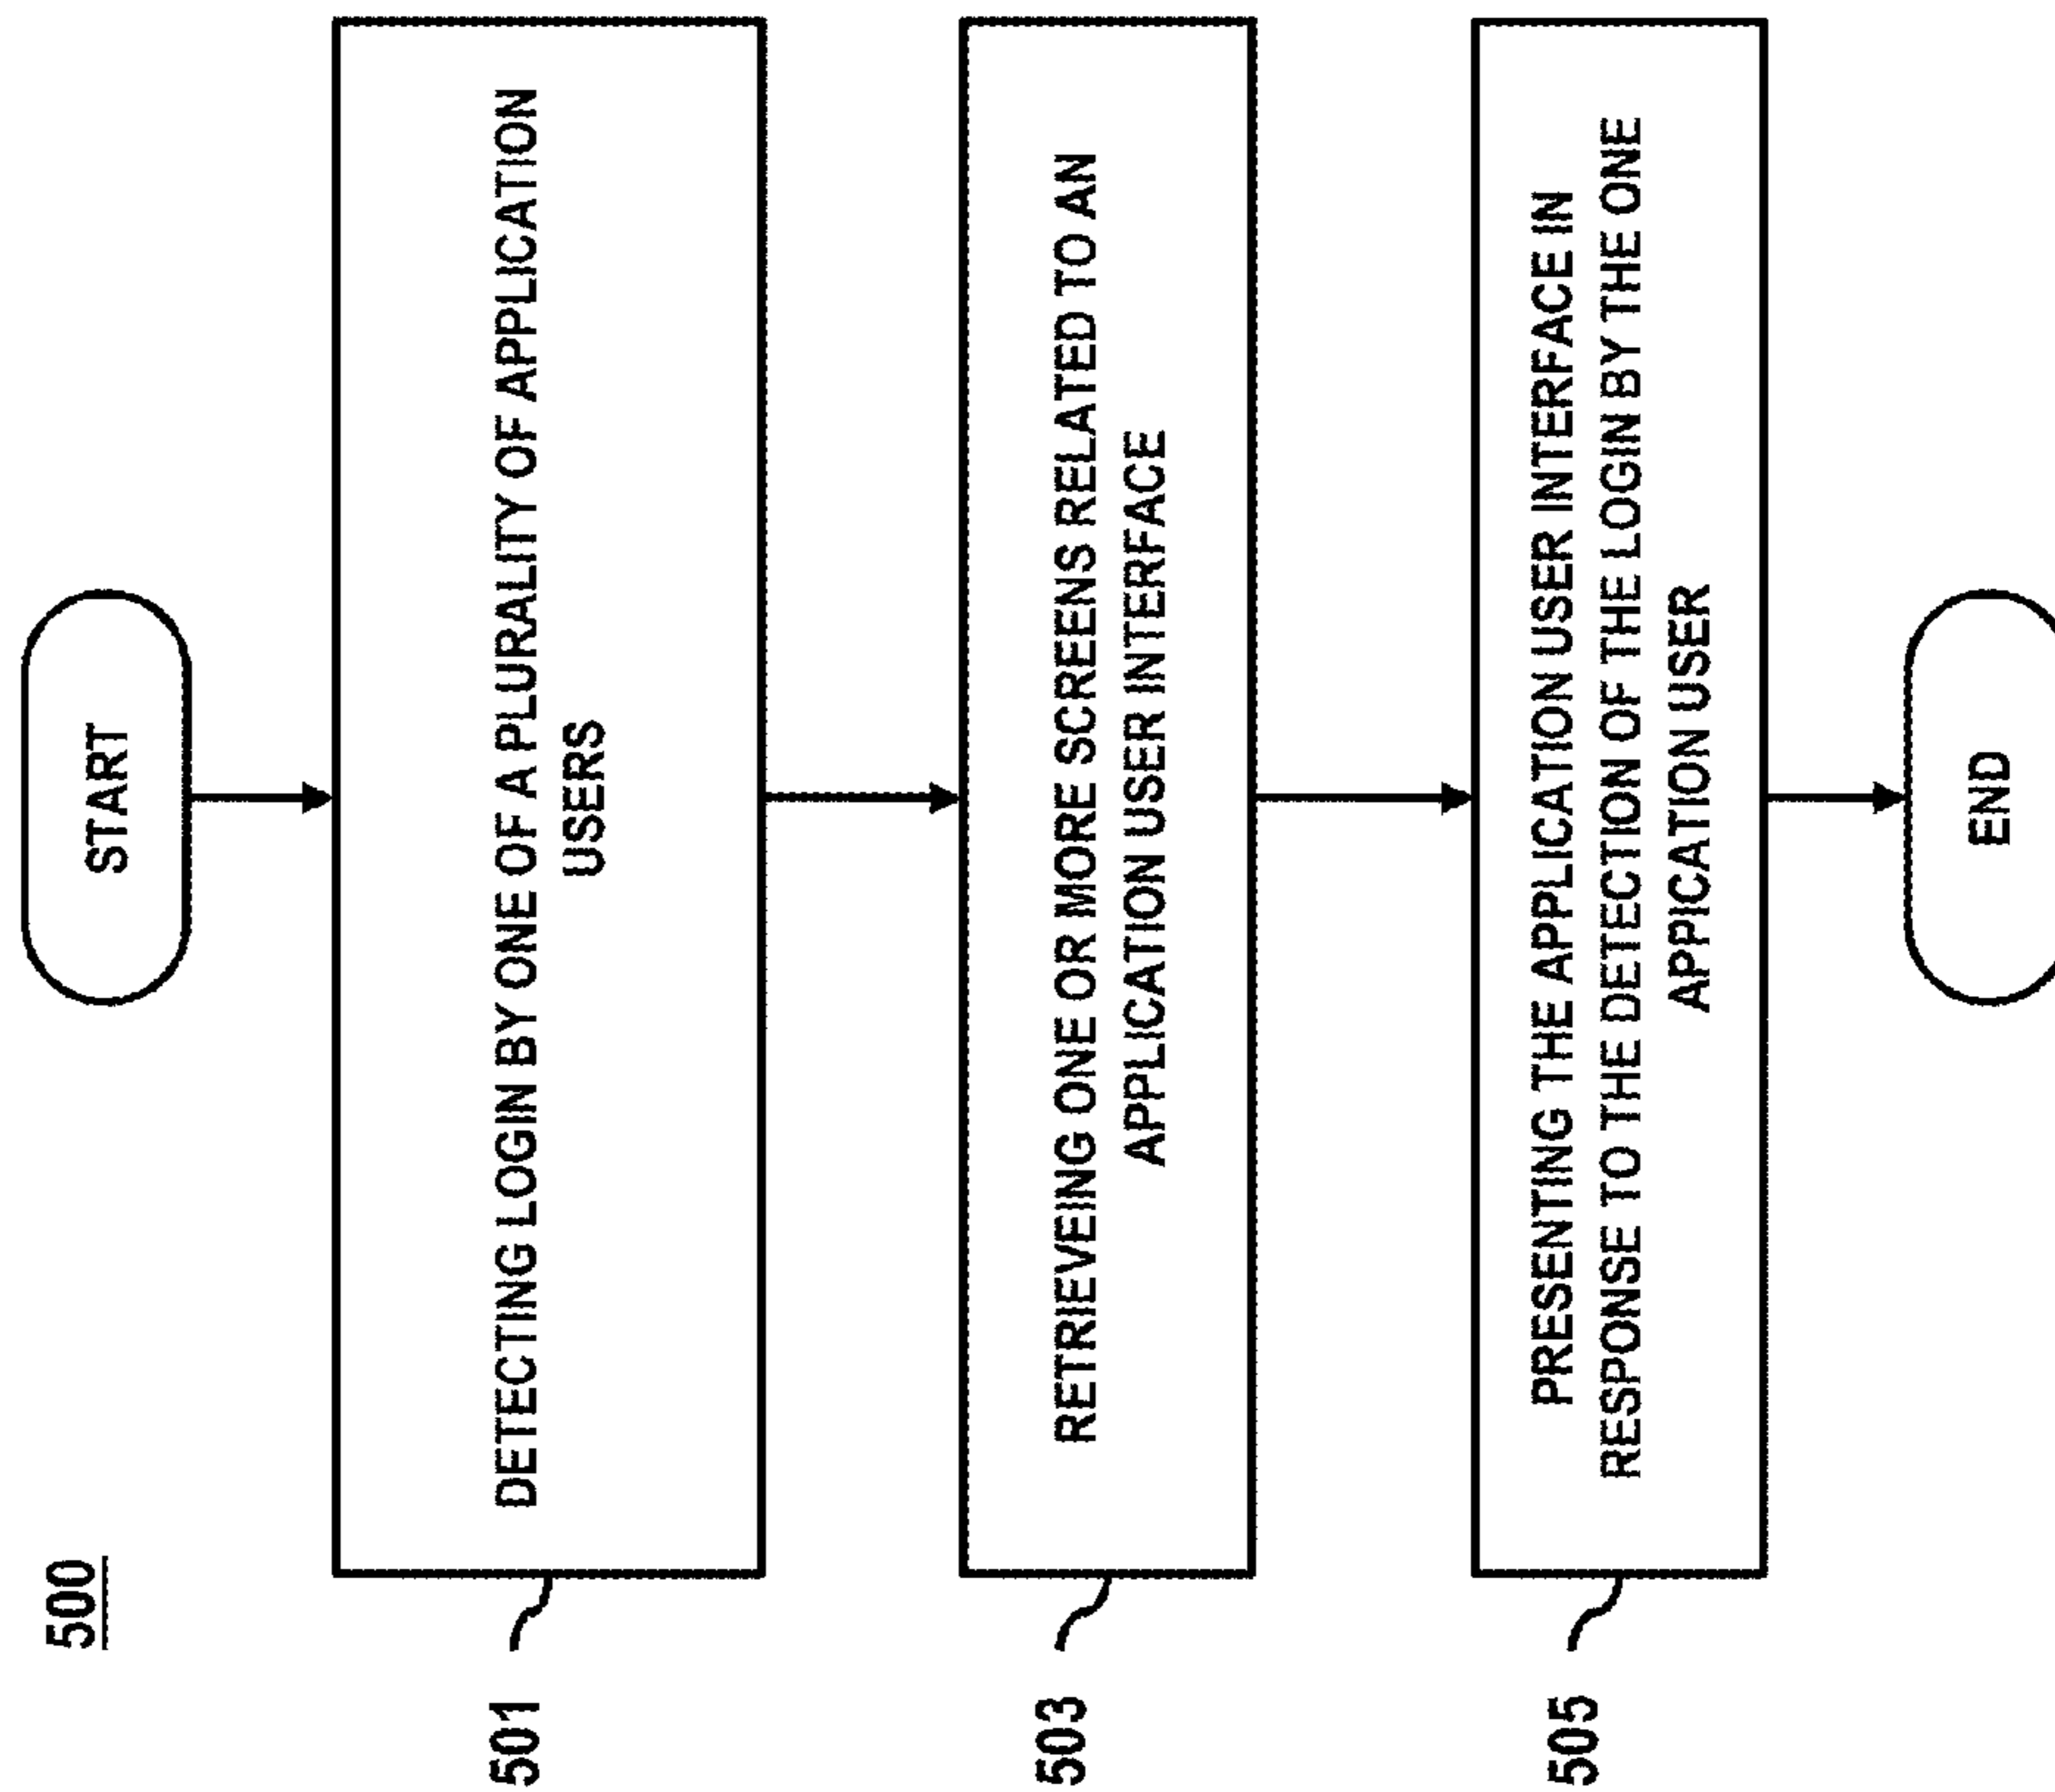 500
START
501
DETECTING LOGIN BY ONE OF A PLURALITY OF APPLICATION
USERS
503
RETRIEVEING ONE OR MORE SCREENS RELATED TO AN
APPLICATION USER INTERFACE
505
PRESENTING THE APPLICATION USER INTERFACE IN
RESPONSE TO THE DETECTION OF THE LOGIN BY THE ONE
APPICATION USER
END